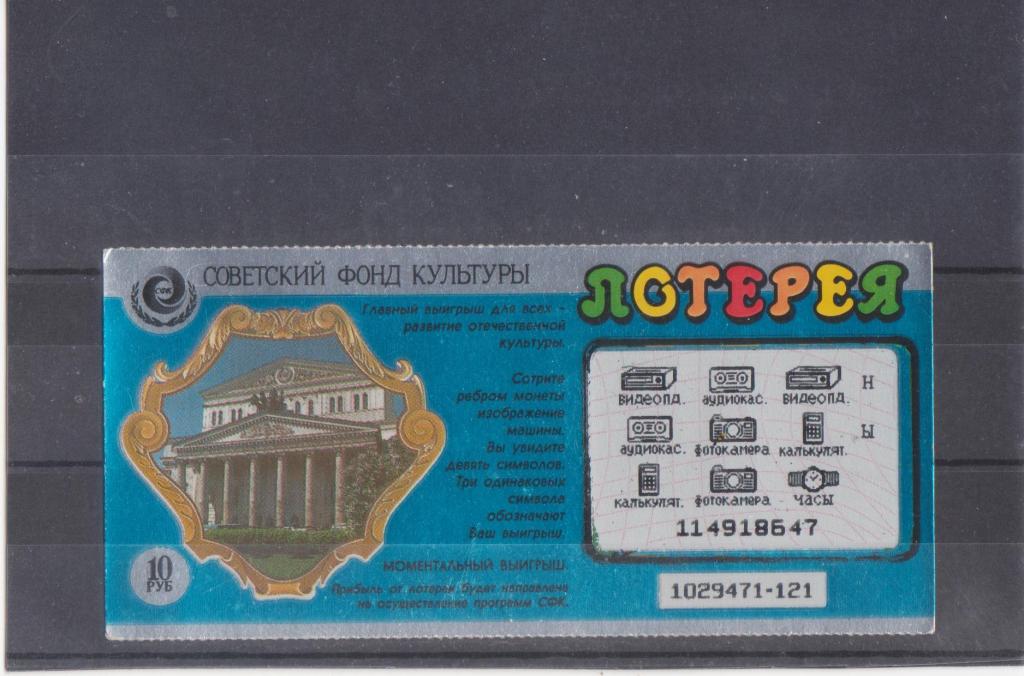 СФК
СОВЕТСКИЙ ФОНД КУЛЬТУРЫ
ЛОТЕРЕЯ
Главный выигрыш для всех –
развитие отечественной
культуры.
Сотрите
ребром монеты
изображение
машины.
Вы увидите
девять символов.
Три одинаковых
символа
обозначают
Ваш выигрыш.
МОМЕНТАЛЬНЫЙ ВЫИГРЫШ.
Прибыль от лотереи будет направлена
на осуществление программ СФК.
10
РУБ
ВИДЕОПД. АУДИОКАС. ВИДЕОПД. Н
АУДИОКАС. ФОТОКАМЕРА КАЛЬКУЛЯТ. Ы
КАЛЬКУЛЯТ. ФОТОКАМЕРА ЧАСЫ
114918647
1029471-121